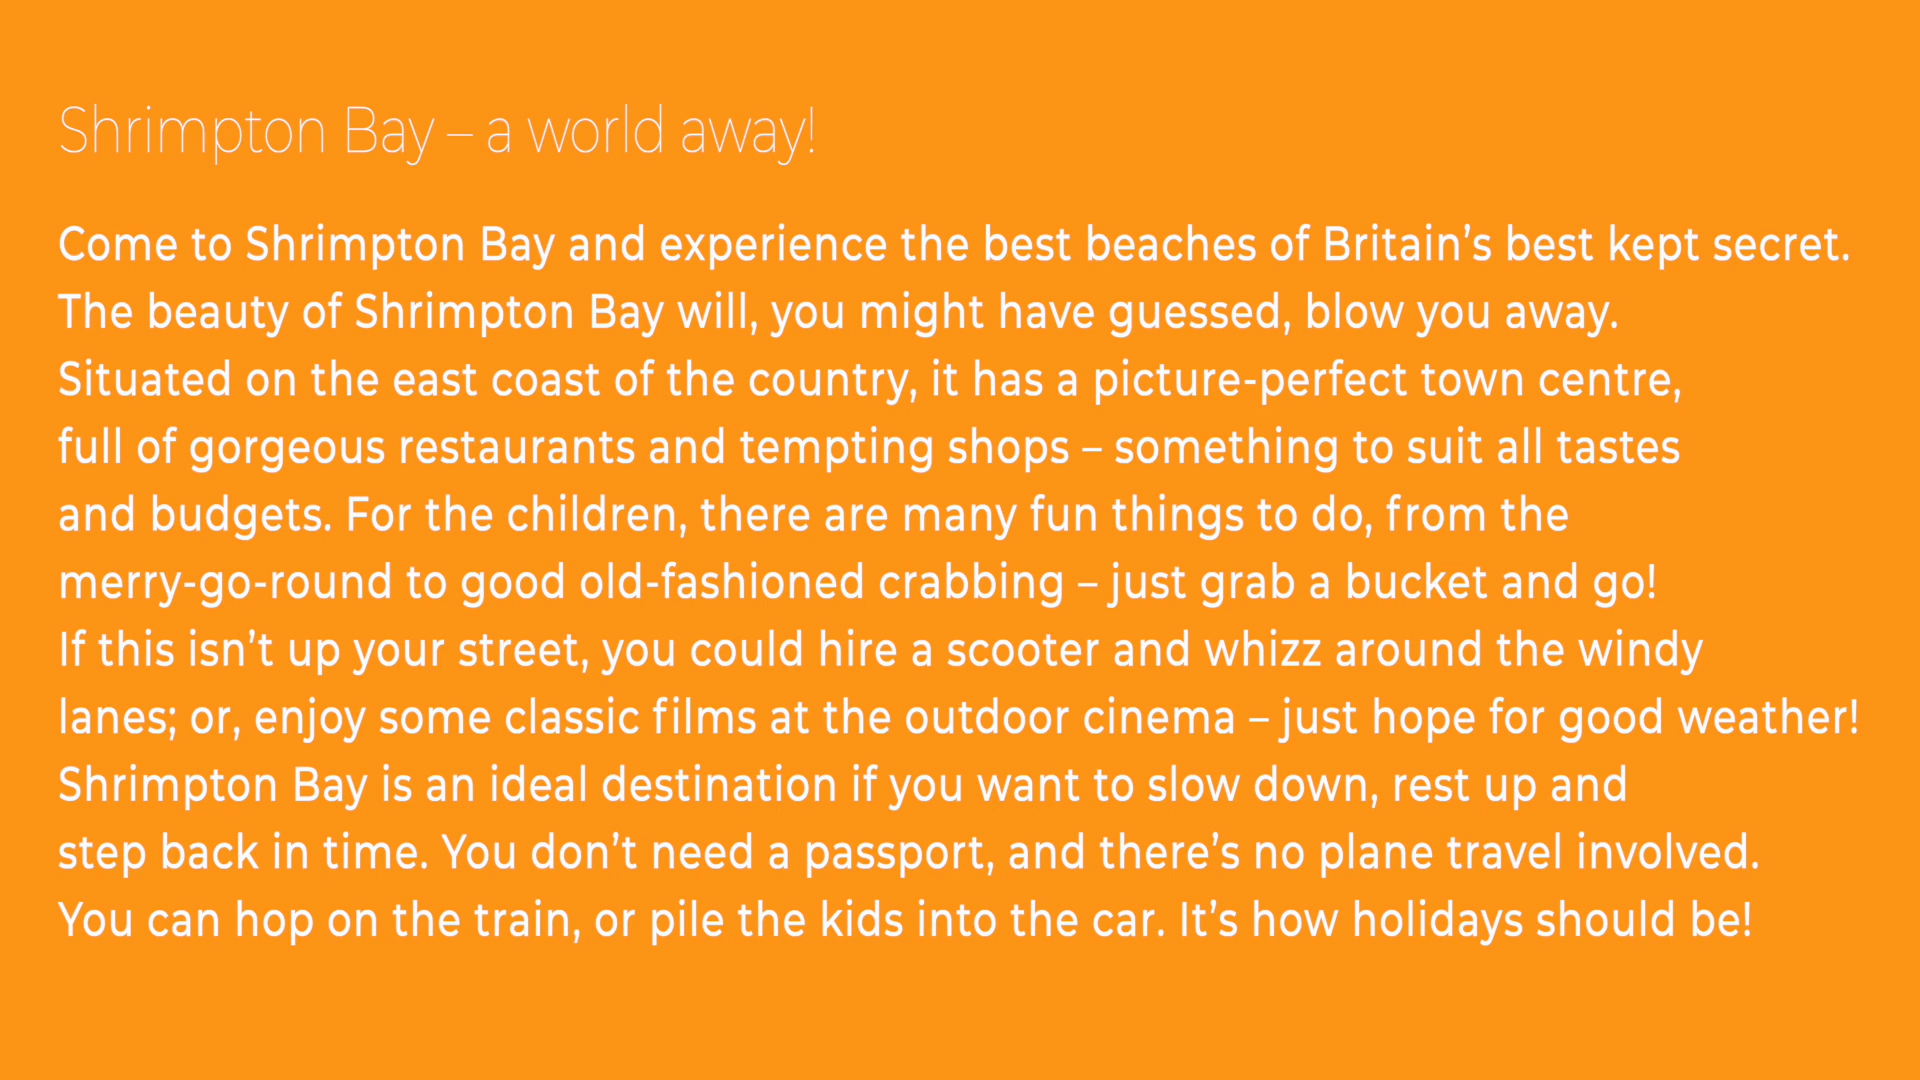 Shrimpton Bay – a world away!
Come to Shrimpton Bay and experience the best beaches of Britain’s best kept secret.
The beauty of Shrimpton Bay will, you might have guessed, blow you away.
Situated on the east coast of the country, it has a picture-perfect town centre,
full of gorgeous restaurants and tempting shops – something to suit all tastes
and budgets. For the children, there are many fun things to do, from the
merry-go-round to good old-fashioned crabbing – just grab a bucket and go!
If this isn’t up your street, you could hire a scooter and whizz around the windy
lanes; or, enjoy some classic films at the outdoor cinema – just hope for good weather!
Shrimpton Bay is an ideal destination if you want to slow down, rest up and
step back in time. You don’t need a passport, and there’s no plane travel involved.
You can hop on the train, or pile the kids into the car. It’s how holidays should be!